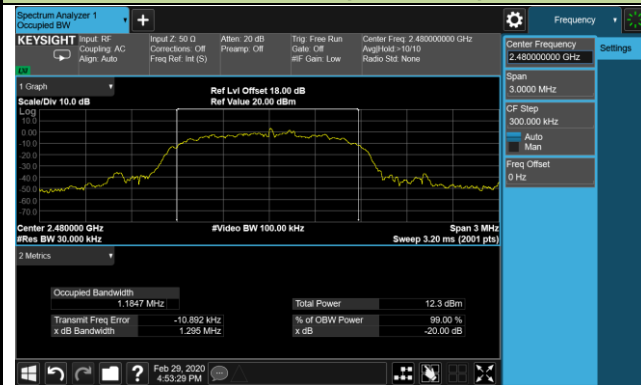 Spectrum Analyzer 1
Occupied BW
Frequency
KEYSIGHT
Input: RF
Coupling: AC
Align: Auto
Input Z: 50 Ω
Corrections: Off
Freq Ref: Int (S)
Atten: 20 dB
Preamp: Off
Trig: Free Run
Gate: Off
#IF Gain: Low
Center Freq: 2.480000000 GHz
Avg|Hold:>10/10
Radio Std: None
Center Frequency
2.480000000 GHz
Settings
Span
3.0000 MHz
CF Step
300.000 kHz
Auto
Man
Freq Offset
0 Hz
1 Graph
Scale/Div 10.0 dB
Ref Lvl Offset 18.00 dB
Ref Value 20.00 dBm
Log
10.0
0.00
-10.0
-20.0
-30.0
-40.0
-50.0
-60.0
-70.0
Center 2.480000 GHz
#Res BW 30.000 kHz
#Video BW 100.00 kHz
Span 3 MHz
Sweep 3.20 ms (2001 pts)
2 Metrics
Occupied Bandwidth
1.1847 MHz
Total Power 12.3 dBm
Transmit Freq Error -10.892 kHz
% of OBW Power 99.00 %
x dB Bandwidth 1.295 MHz
x dB -20.00 dB
Feb 29, 2020
4:53:29 PM